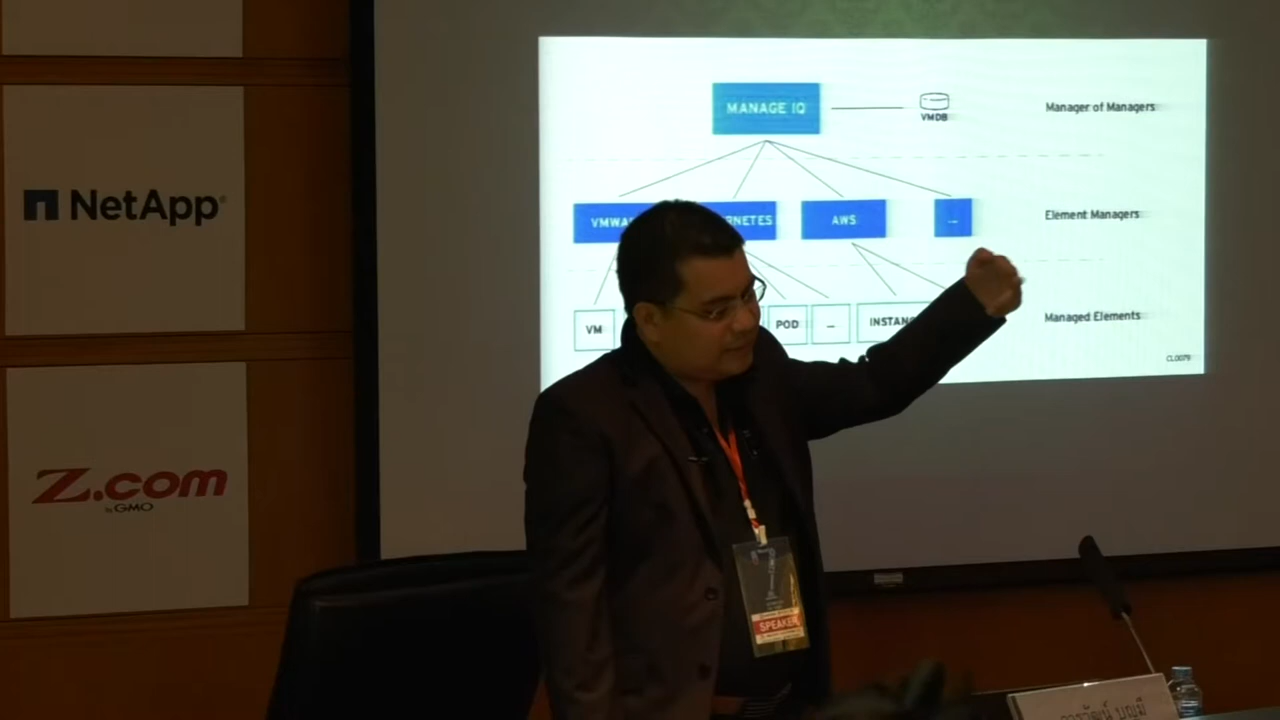 NetApp
Z.com
by GMO
MANAGE IQ
VMDB
Manager of Managers
AWS
...
Element Managers
VM
POD
...
Managed Elements
CL0079
SPEAKER